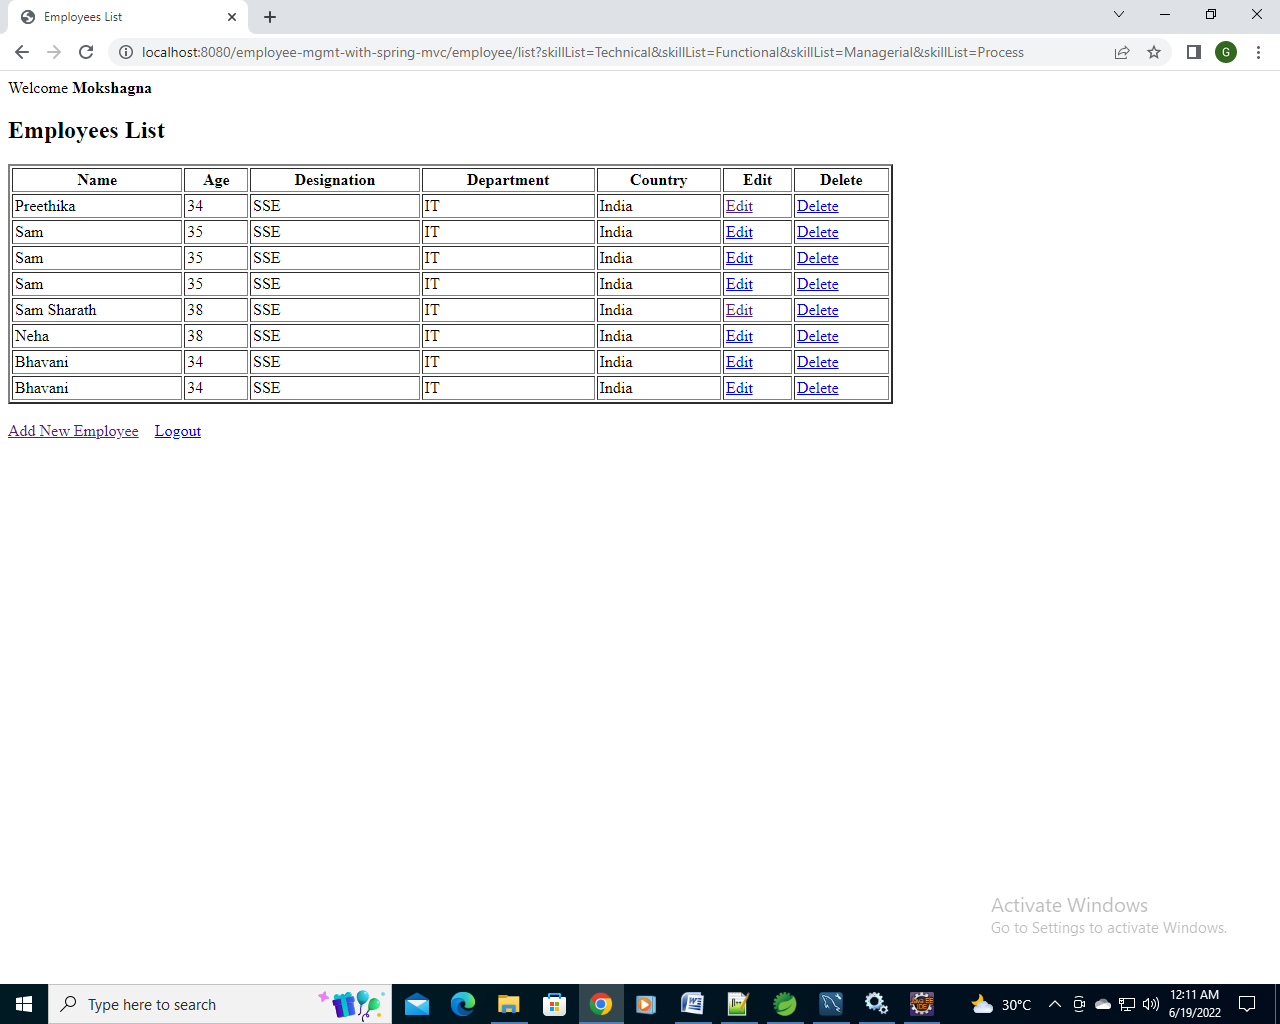 Employees List
localhost:8080/employee-mgmt-with-spring-mvc/employee/list?skillList=Technical&skillList=Functional&skillList=Managerial&skillList=Process
G
Welcome Mokshagna
Employees List
Name Age Designation Department Country Edit Delete
Preethika 34 SSE IT India Edit Delete
Sam 35 SSE IT India Edit Delete
Sam 35 SSE IT India Edit Delete
Sam 35 SSE IT India Edit Delete
Sam Sharath 38 SSE IT India Edit Delete
Neha 38 SSE IT India Edit Delete
Bhavani 34 SSE IT India Edit Delete
Bhavani 34 SSE IT India Edit Delete
Add New Employee Logout
Activate Windows
Go to Settings to activate Windows.
Type here to search
30°C
12:11 AM
6/19/2022